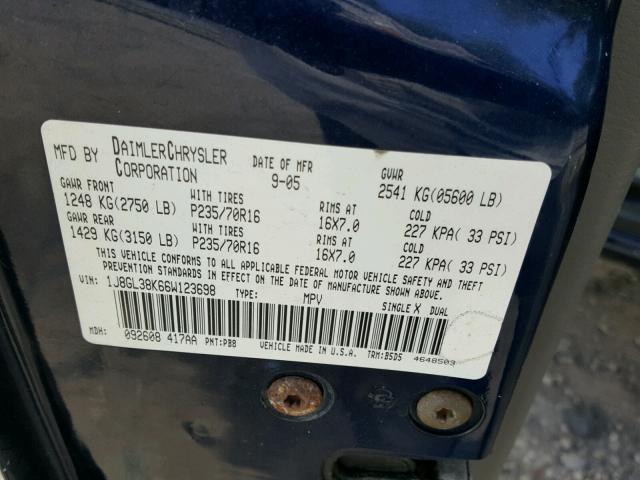 MFD BY DAIMLERCHRYSLER CORPORATION DATE OF MFR 9-05 GVWR 2541 KG(05600 LB)
GAWR FRONT WITH TIRES RIMS AT COLD
1248 KG(2750 LB) P235/70R16 16X7.0 227 KPA( 33 PSI)
GAWR REAR WITH TIRES RIMS AT COLD
1429 KG(3150 LB) P235/70R16 16X7.0 227 KPA( 33 PSI)
THIS VEHICLE CONFORMS TO ALL APPLICABLE FEDERAL MOTOR VEHICLE SAFETY AND THEFT
PREVENTION STANDARDS IN EFFECT ON THE DATE OF MANUFACTURE SHOWN ABOVE.
VIN: 1J8GL38K66W123698 TYPE: MPV SINGLE X DUAL
MDH: 092608 417AA PNT:PB8 VEHICLE MADE IN U.S.A. TRM:B5D5 4648503